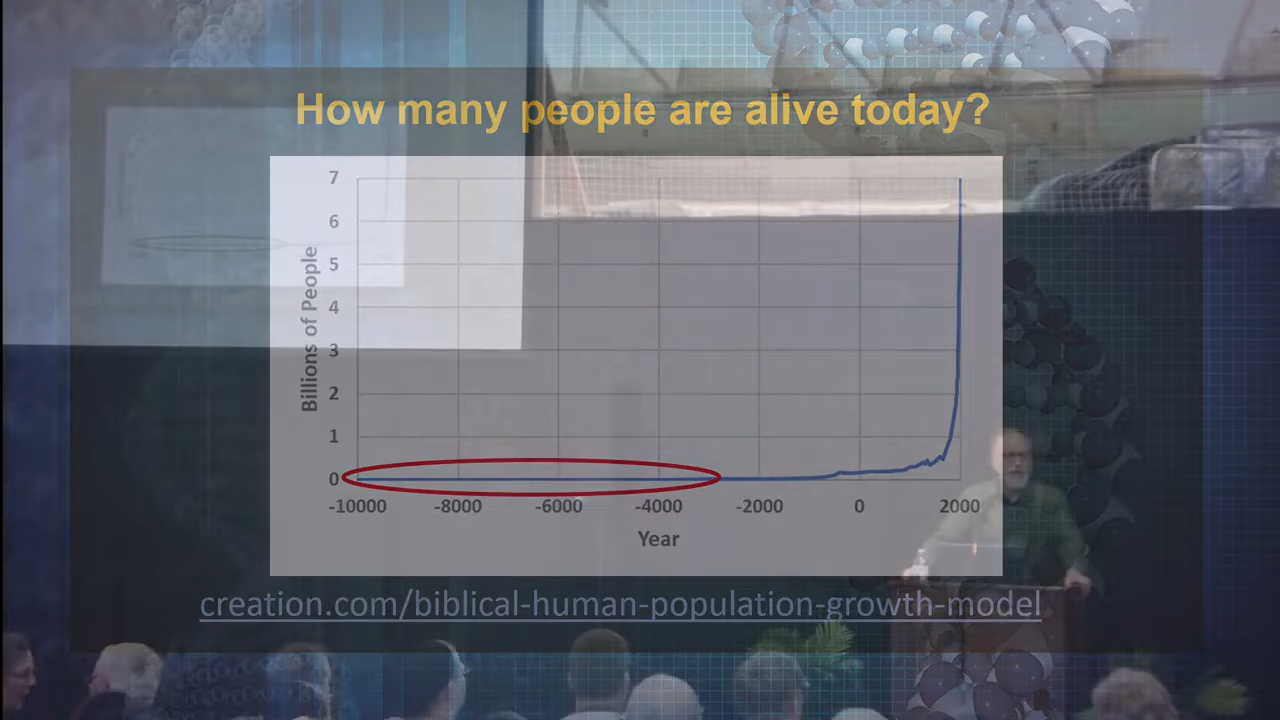 How many people are alive today?
7
6
5
4
3
2
1
0
Billions of People
-10000 -8000 -6000 -4000 -2000 0 2000
Year
creation.com/biblical-human-population-growth-model